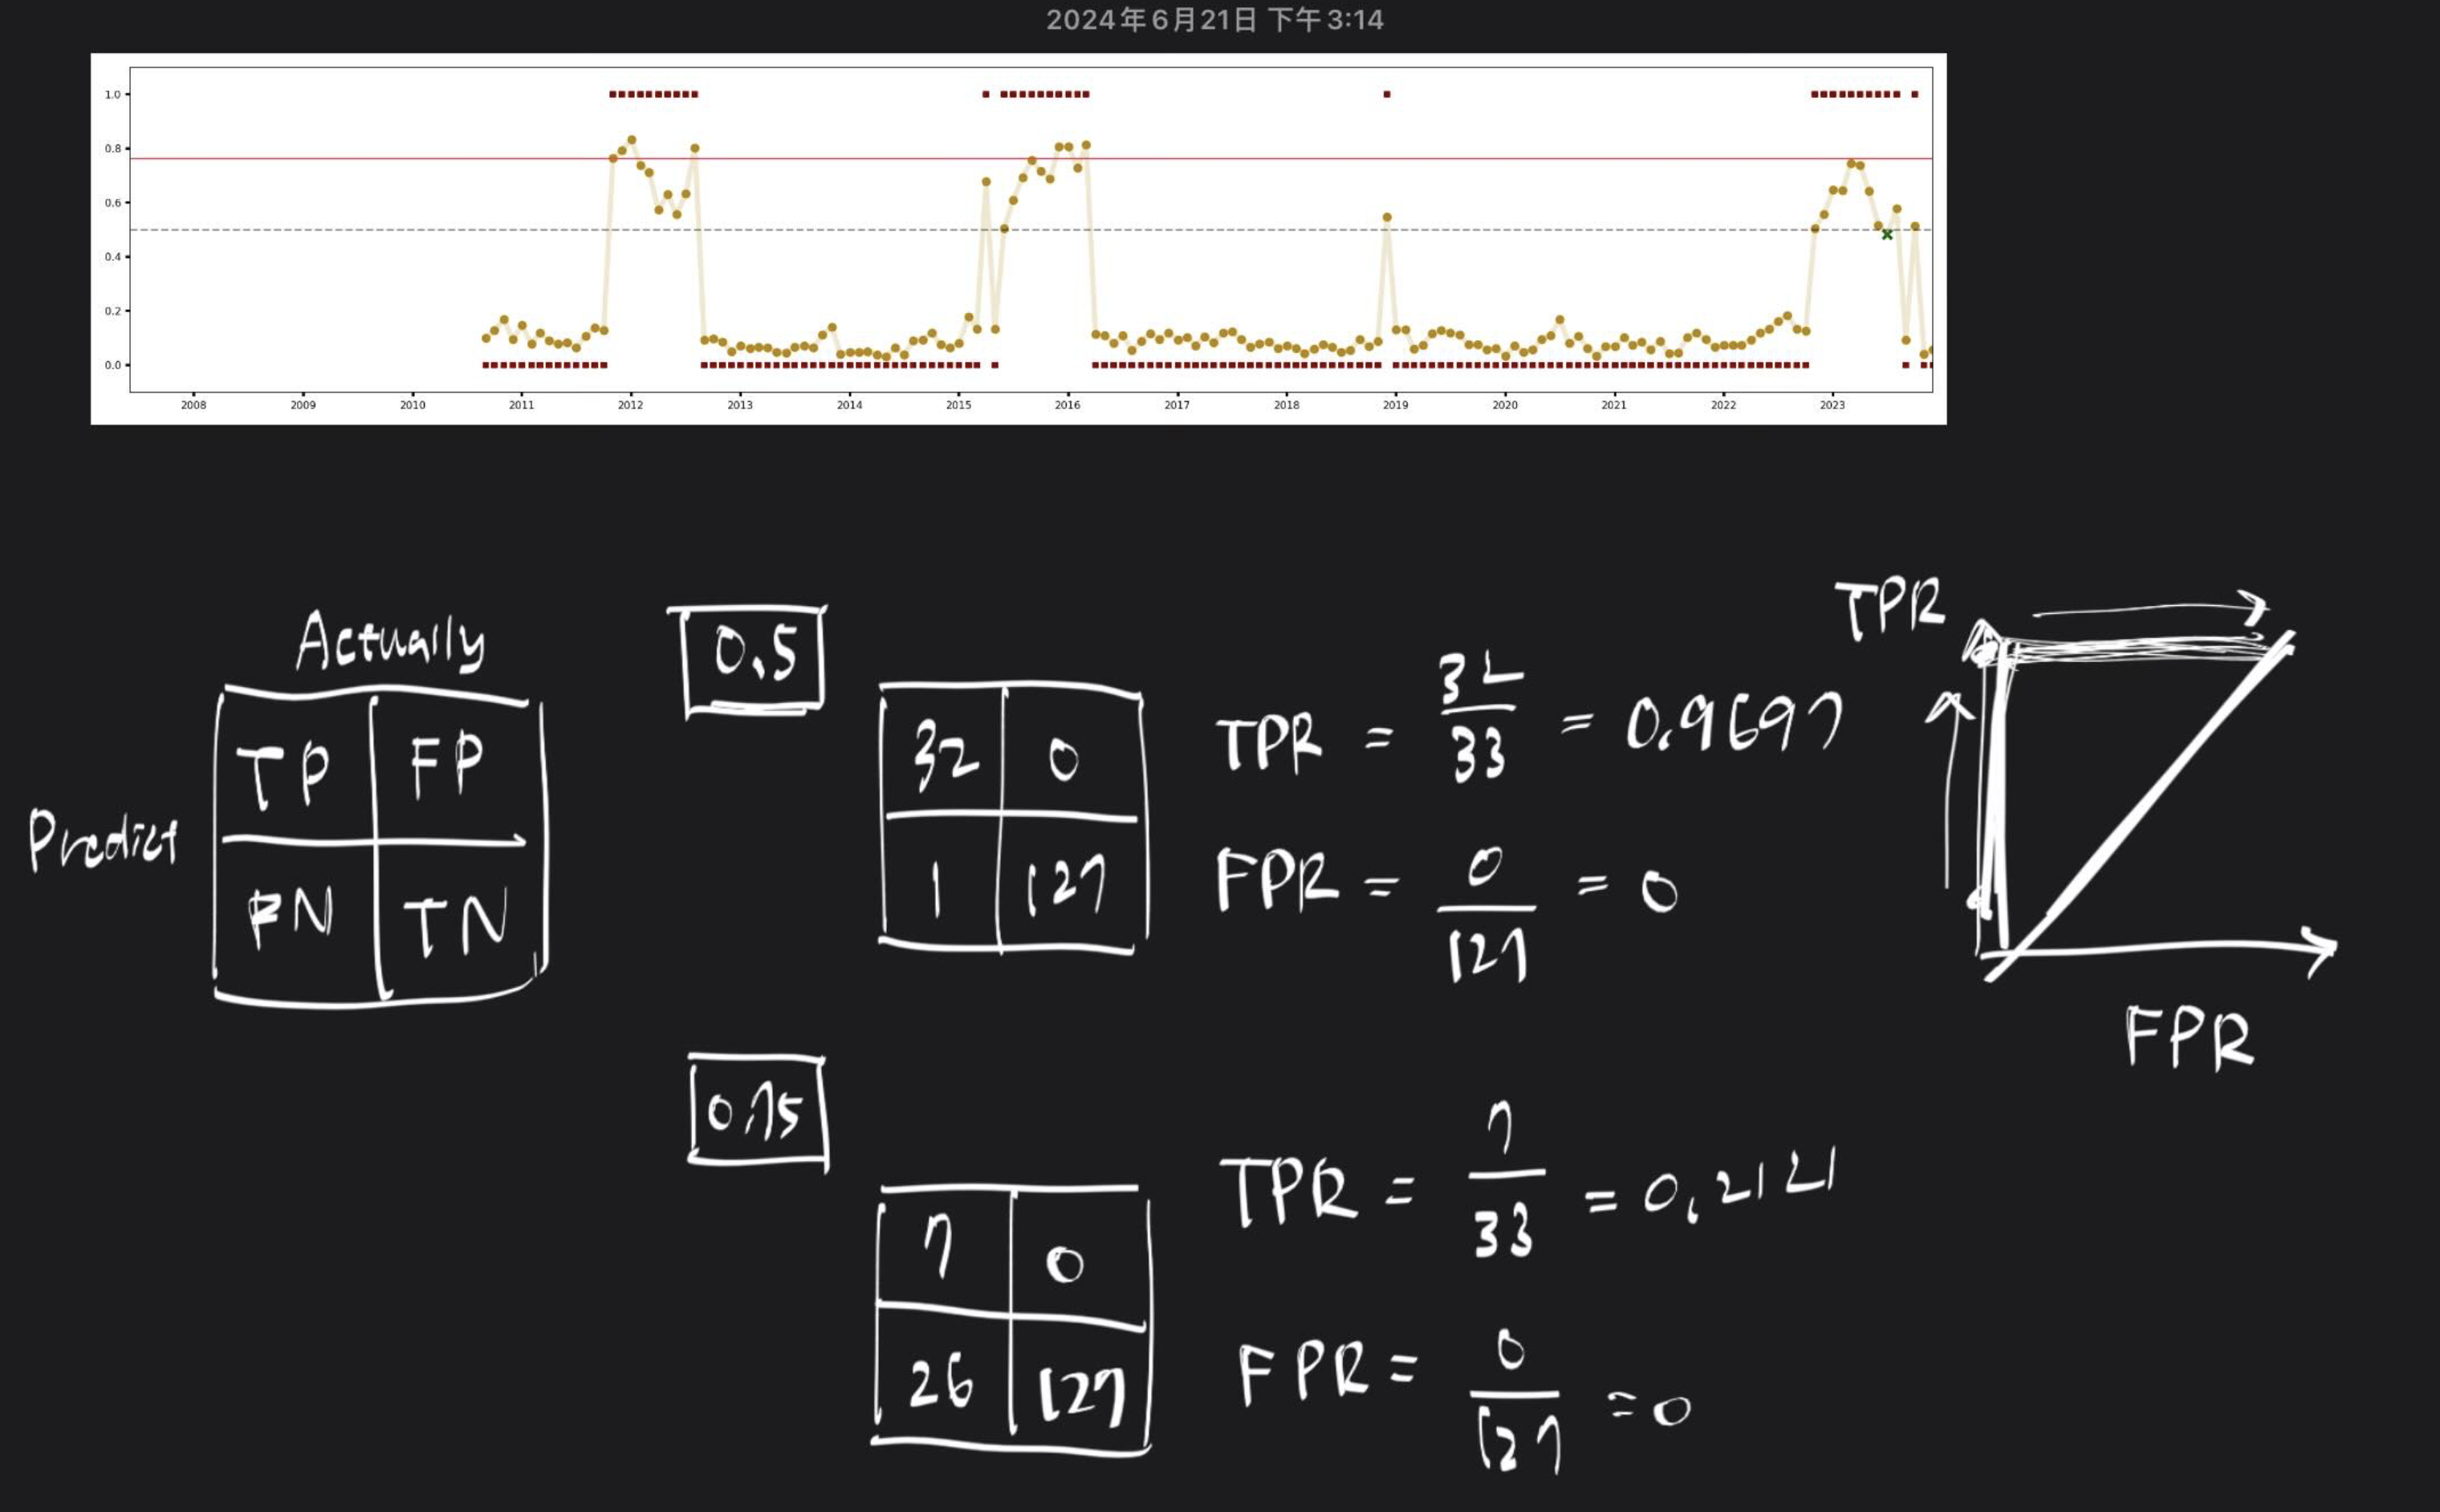 2024年6月21日 下午3:14
1.0
0.8
0.6
0.4
0.2
0.0
2008 2009 2010 2011 2012 2013 2014 2015 2016 2017 2018 2019 2020 2021 2022 2023
Actually
Predict
TP FP
FN TN
0.5
32 0
1 127
TPR = 32/33 = 0.9697
FPR = 0/127 = 0
TPR
FPR
0.75
7 0
26 127
TPR = 7/33 = 0.2121
FPR = 0/127 = 0